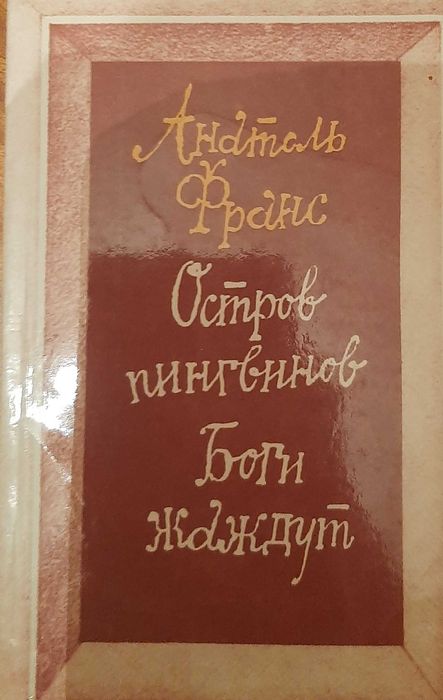 Анатоль
Франс
Остров
пингвинов
Боги
жаждут